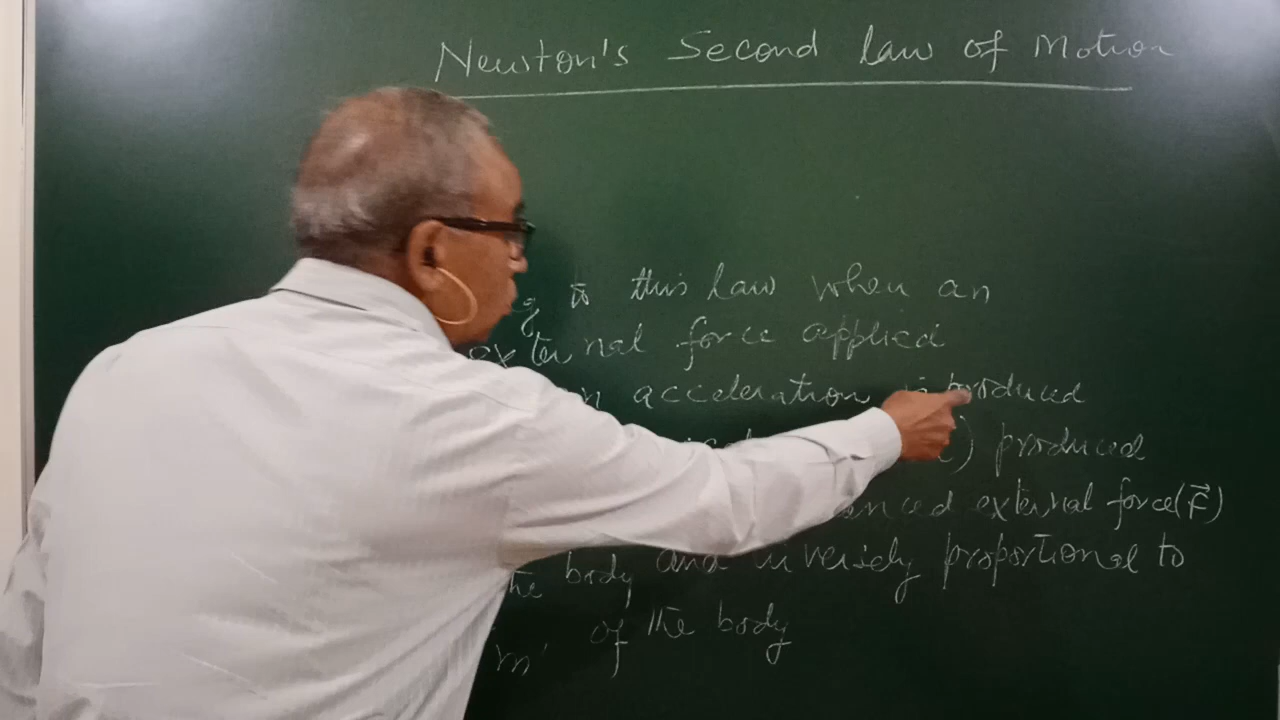 Newton's Second law of Motion
to this law when an
external force applied
acceleration is produced
) produced
external force(F⃗)
the body and inversely proportional to
'm' of the body